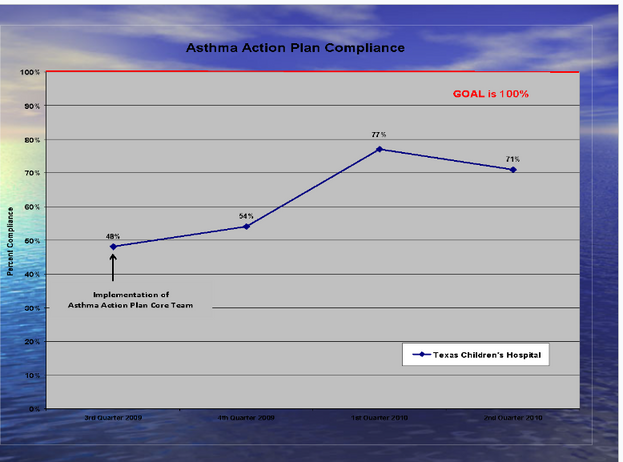 Asthma Action Plan Compliance
100%
GOAL is 100%
90%
80%
77%
71%
70%
60%
54%
48%
50%
Percent Compliance
40%
Implementation of
Asthma Action Plan Core Team
30%
20%
Texas Children's Hospital
10%
0%
3rd Quarter 2009
4th Quarter 2009
1st Quarter 2010
2nd Quarter 2010